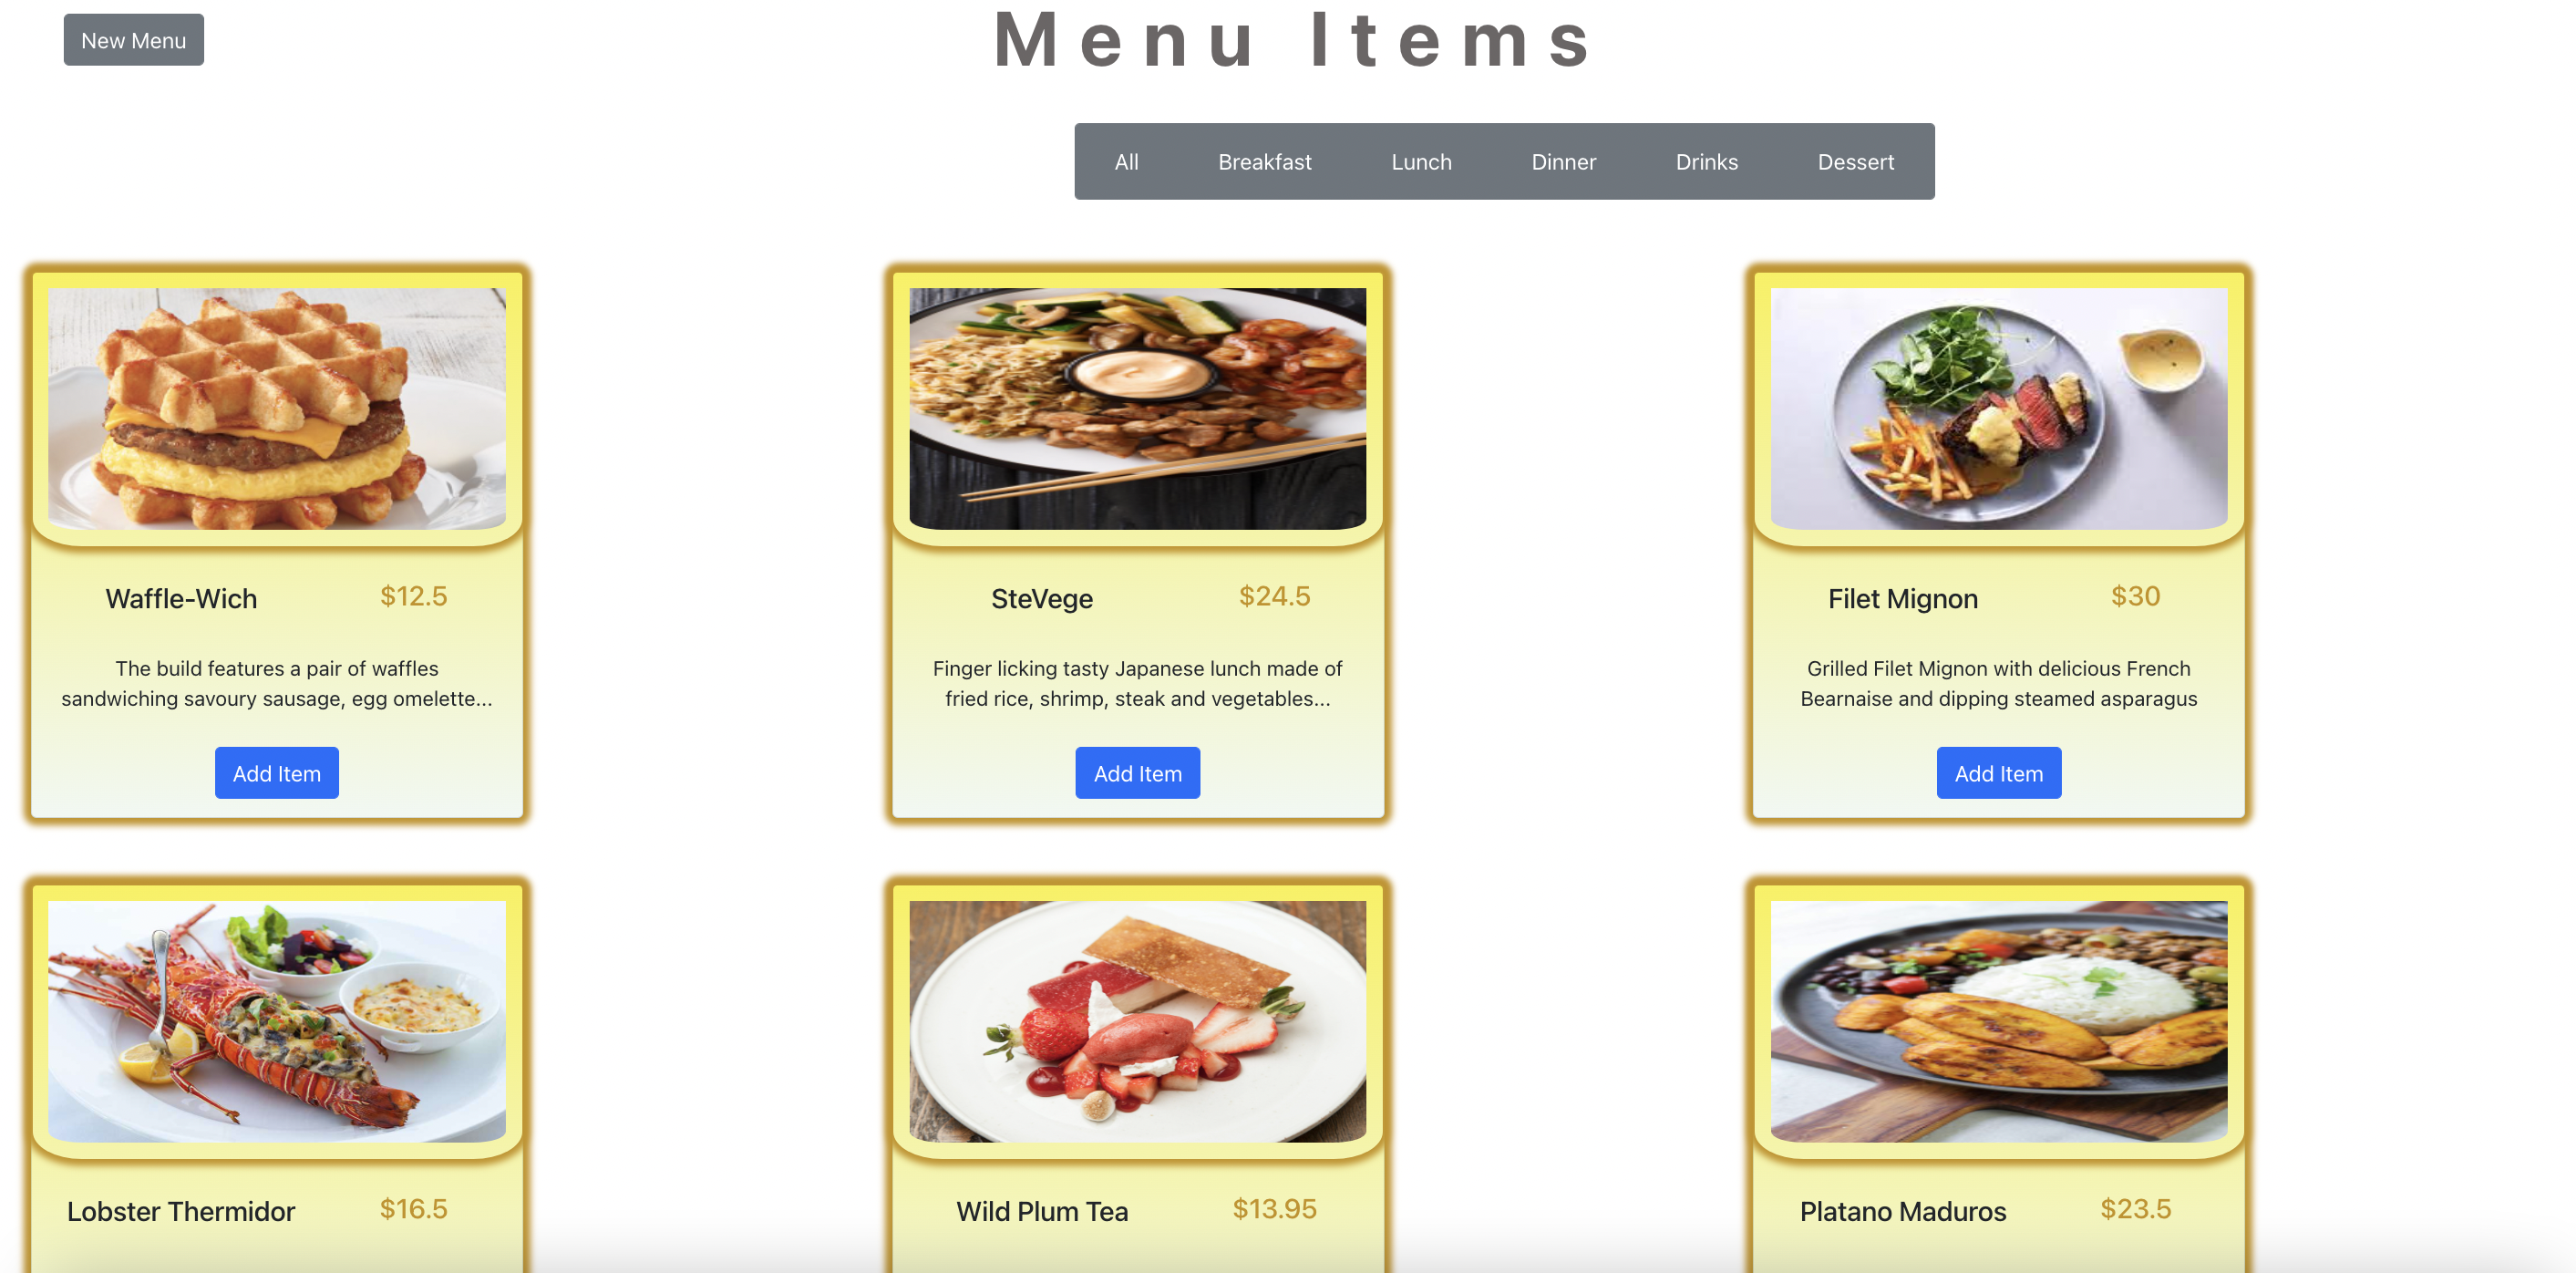 New Menu
Menu Items
All Breakfast Lunch Dinner Drinks Dessert
Waffle-Wich $12.5
The build features a pair of waffles
sandwiching savoury sausage, egg omelette...
Add Item
SteVege $24.5
Finger licking tasty Japanese lunch made of
fried rice, shrimp, steak and vegetables...
Add Item
Filet Mignon $30
Grilled Filet Mignon with delicious French
Bearnaise and dipping steamed asparagus
Add Item
Lobster Thermidor $16.5
Wild Plum Tea $13.95
Platano Maduros $23.5